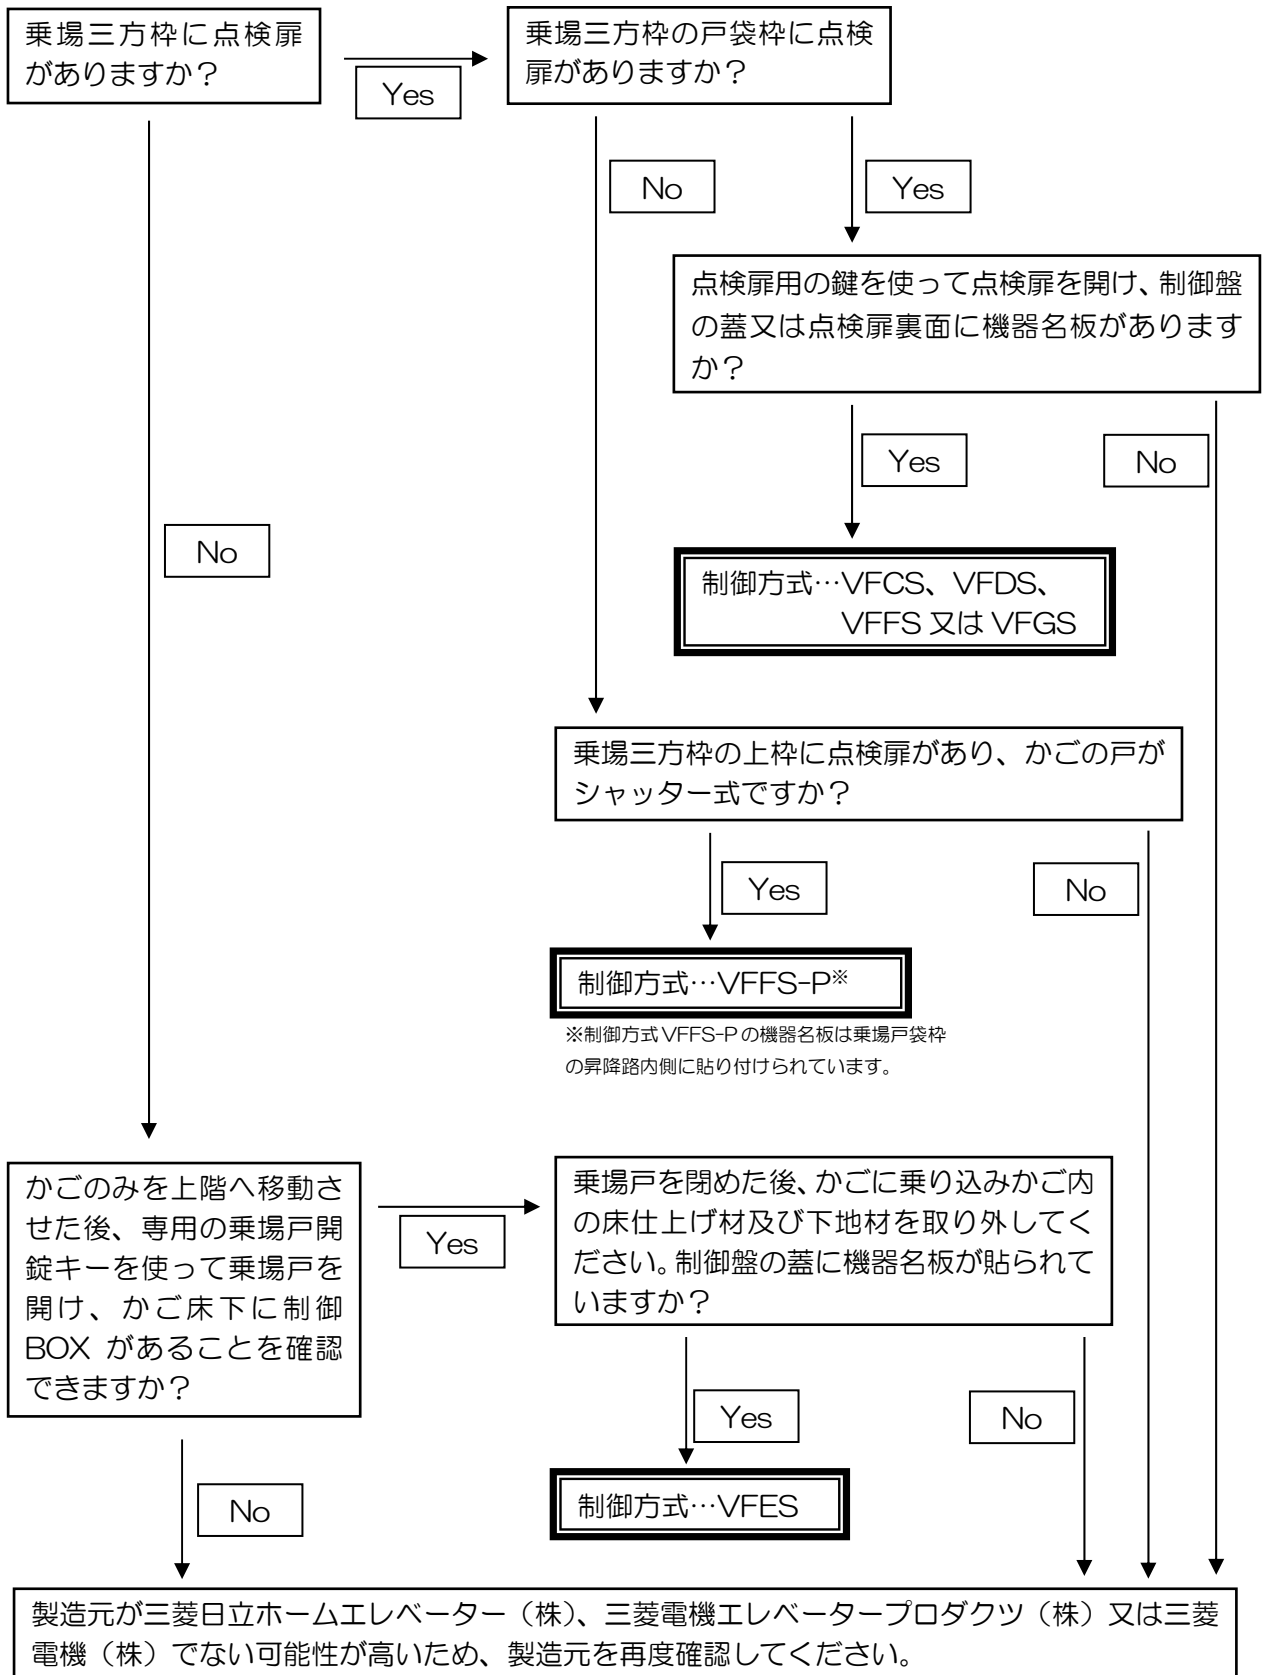 乗場三方枠に点検扉
がありますか？
Yes
乗場三方枠の戸袋枠に点検
扉がありますか？
No
Yes
点検扉用の鍵を使って点検扉を開け、制御盤
の蓋又は点検扉裏面に機器名板があります
か？
Yes
No
No
制御方式…VFCS、VFDS、
VFFS 又は VFGS
乗場三方枠の上枠に点検扉があり、かごの戸が
シャッター式ですか？
Yes
No
制御方式…VFFS-P※
※制御方式 VFFS-P の機器名板は乗場戸袋枠
の昇降路内側に貼り付けられています。
かごのみを上階へ移動さ
せた後、専用の乗場戸開
錠キーを使って乗場戸を
開け、かご床下に制御
BOX があることを確認
できますか？
Yes
乗場戸を閉めた後、かごに乗り込みかご内
の床仕上げ材及び下地材を取り外してく
ださい。制御盤の蓋に機器名板が貼られて
いますか？
Yes
No
No
制御方式…VFES
製造元が三菱日立ホームエレベーター（株）、三菱電機エレベータープロダクツ（株）又は三菱
電機（株）でない可能性が高いため、製造元を再度確認してください。